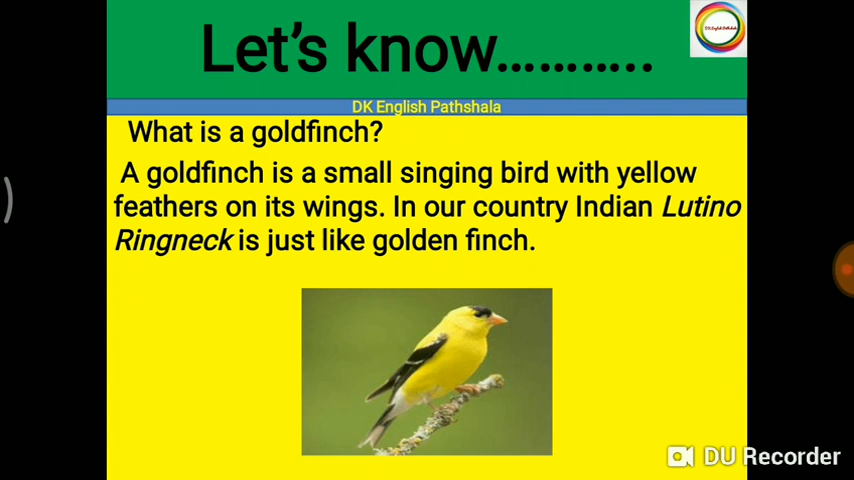 Let's know………..
DK English Pathshala
What is a goldfinch?
A goldfinch is a small singing bird with yellow
feathers on its wings. In our country Indian Lutino
Ringneck is just like golden finch.
DU Recorder